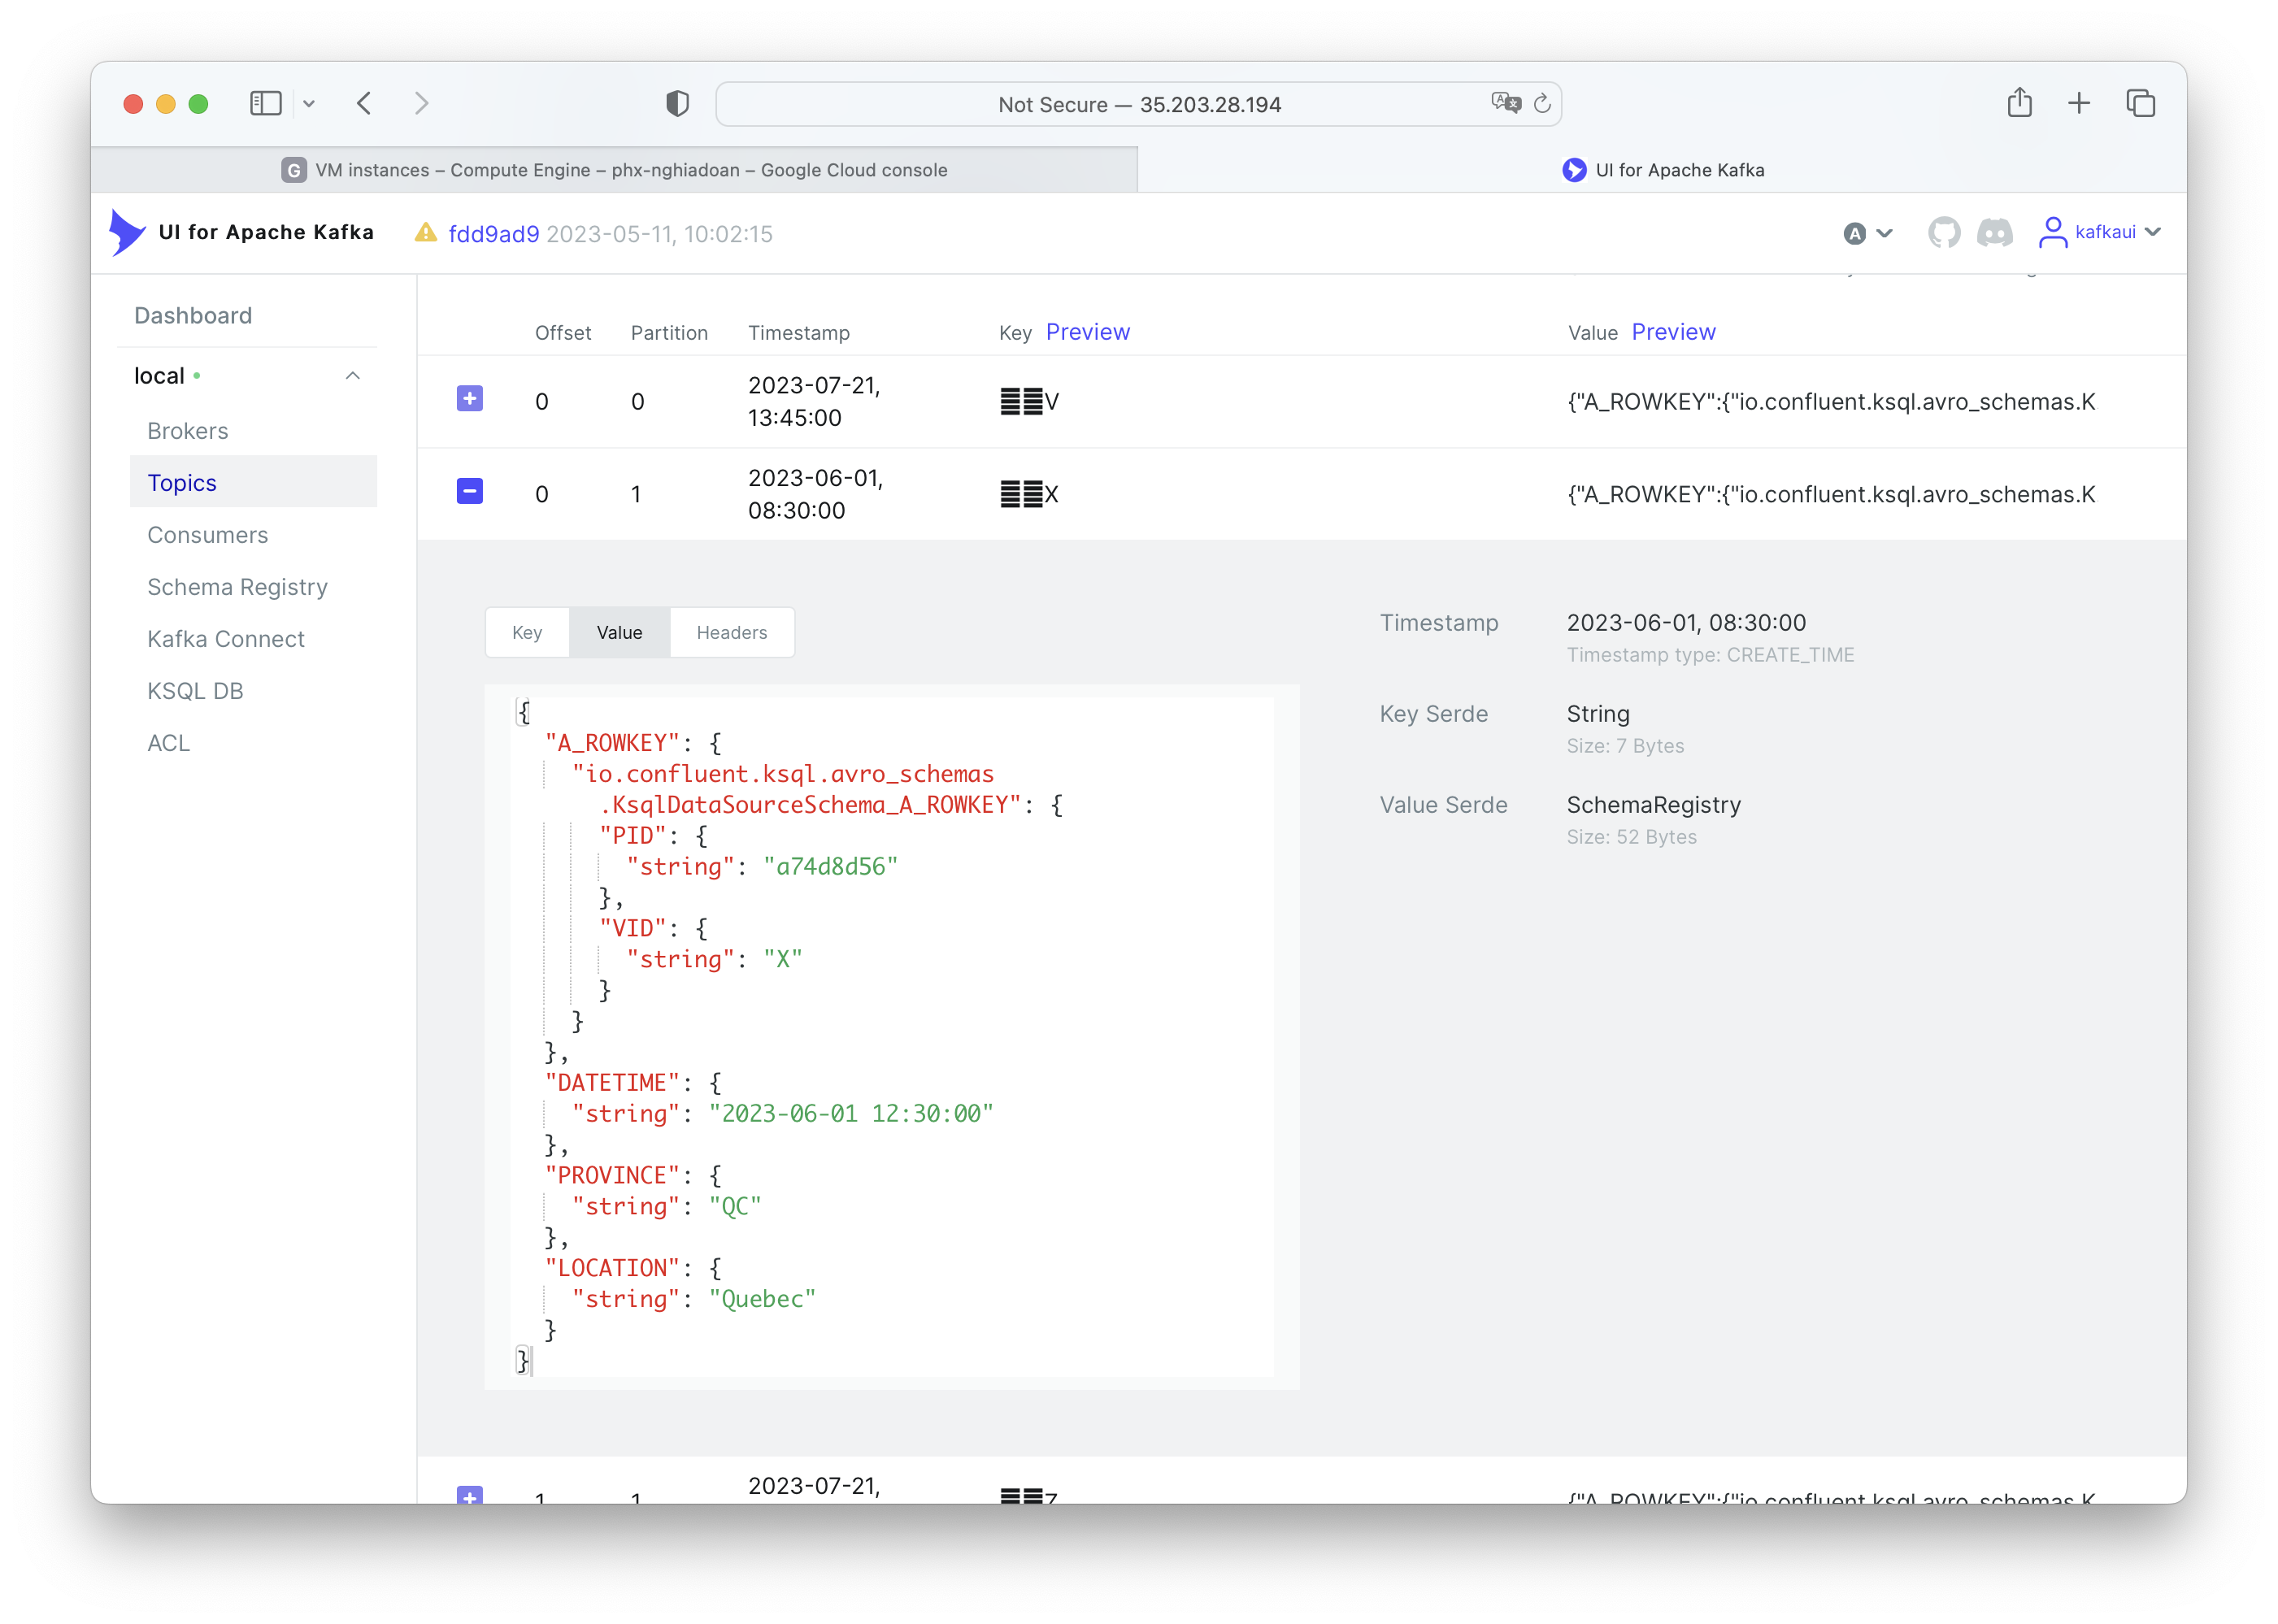 Not Secure — 35.203.28.194
VM instances – Compute Engine – phx-nghiadoan – Google Cloud console
UI for Apache Kafka
UI for Apache Kafka
fdd9ad9 2023-05-11, 10:02:15
kafkaui
Dashboard
local
Brokers
Topics
Consumers
Schema Registry
Kafka Connect
KSQL DB
ACL
Offset Partition Timestamp Key Preview Value Preview
0 0 2023-07-21, 13:45:00 V {"A_ROWKEY":{"io.confluent.ksql.avro_schemas.K
0 1 2023-06-01, 08:30:00 X {"A_ROWKEY":{"io.confluent.ksql.avro_schemas.K
Key Value Headers
{
"A_ROWKEY": {
"io.confluent.ksql.avro_schemas
.KsqlDataSourceSchema_A_ROWKEY": {
"PID": {
"string": "a74d8d56"
},
"VID": {
"string": "X"
}
}
},
"DATETIME": {
"string": "2023-06-01 12:30:00"
},
"PROVINCE": {
"string": "QC"
},
"LOCATION": {
"string": "Quebec"
}
}
Timestamp 2023-06-01, 08:30:00
Timestamp type: CREATE_TIME
Key Serde String
Size: 7 Bytes
Value Serde SchemaRegistry
Size: 52 Bytes
1 1 2023-07-21, Z {"A_ROWKEY":{"io.confluent.ksql.avro_schemas.K